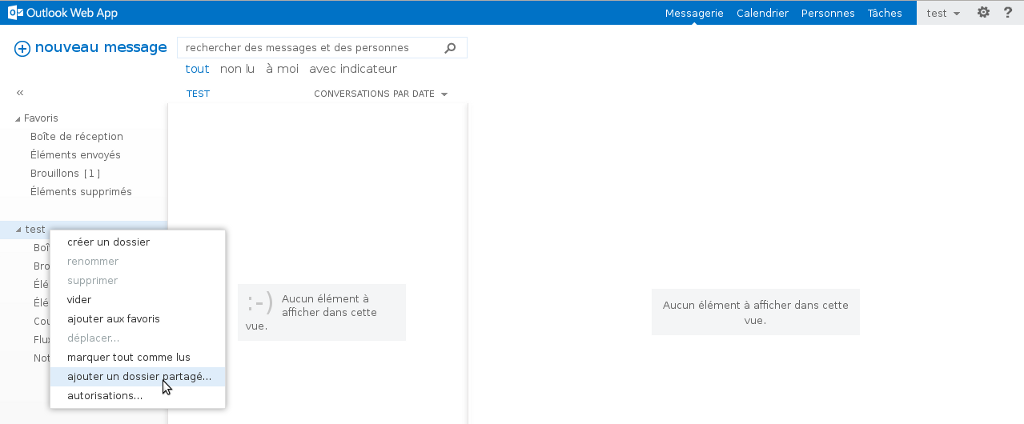 Outlook Web App
Messagerie Calendrier Personnes Tâches test ?
nouveau message
rechercher des messages et des personnes
tout non lu à moi avec indicateur
«
TEST CONVERSATIONS PAR DATE
Favoris
Boîte de réception
Éléments envoyés
Brouillons [1]
Éléments supprimés
test
Boî
Bro
Élé
Élé
Cou
Flux
Not
créer un dossier
renommer
supprimer
vider
ajouter aux favoris
déplacer...
marquer tout comme lus
ajouter un dossier partagé...
autorisations...
:-) Aucun élément à
afficher dans cette
vue.
Aucun élément à afficher dans cette
vue.